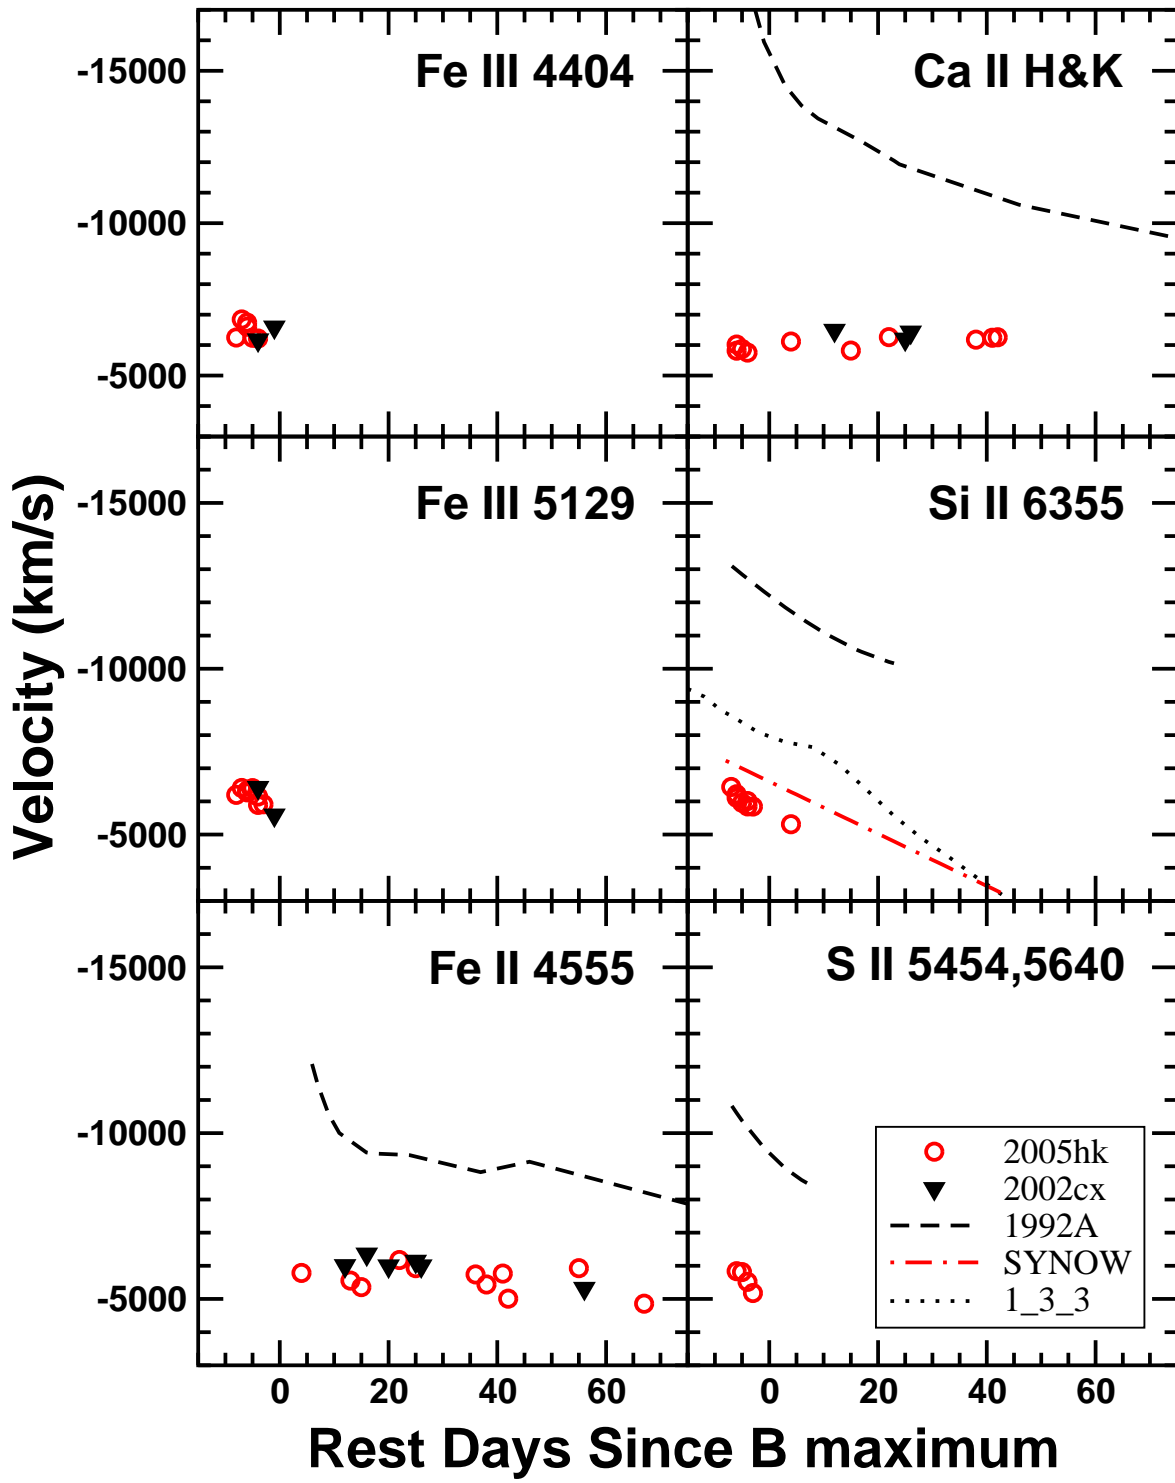 Fe III 4404
Ca II H&K
-15000
-10000
-5000
Fe III 5129
Si II 6355
-15000
-10000
-5000
Fe II 4555
S II 5454,5640
-15000
-10000
-5000
2005hk
2002cx
1992A
SYNOW
1_3_3
0 20 40 60
0 20 40 60
Velocity (km/s)
Rest Days Since B maximum